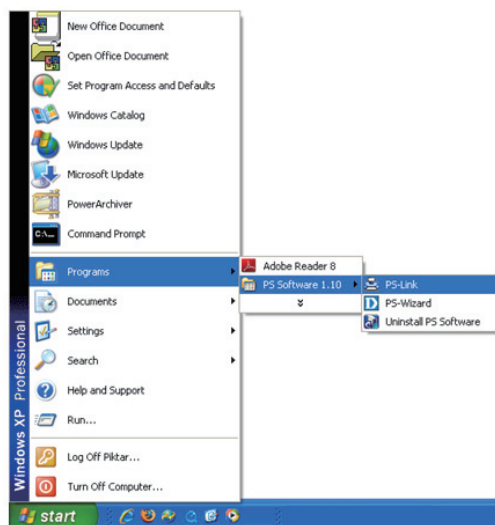 New Office Document
Open Office Document
Set Program Access and Defaults
Windows Catalog
Windows Update
Microsoft Update
PowerArchiver
Command Prompt
Programs
Adobe Reader 8
PS Software 1.10
PS-Link
PS-Wizard
Uninstall PS Software
Documents
Settings
Search
Help and Support
Run...
Log Off Piktar...
Turn Off Computer...
Windows XP Professional
start